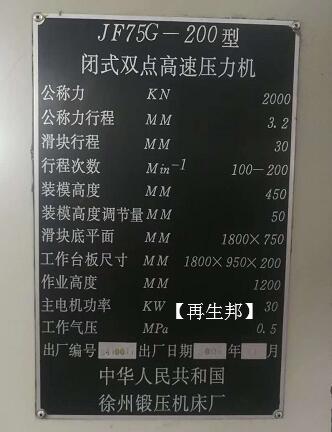 JF75G-200型
闭式双点高速压力机
公称力 KN 2000
公称力行程 MM 3.2
滑块行程 MM 30
行程次数 Min⁻¹ 100-200
装模高度 MM 450
装模高度调节量 MM 50
滑块底平面 MM 1800×750
工作台板尺寸 MM 1800×950×200
作业高度 MM 1200
主电机功率 KW 30
【再生邦】
工作气压 MPa 0.5
出厂编号 出厂日期 年 月
中华人民共和国
徐州锻压机床厂